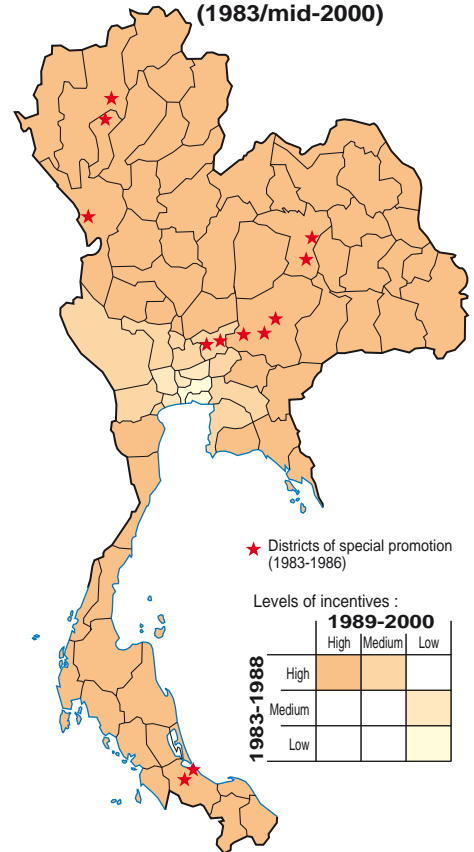 (1983/mid-2000)
Districts of special promotion
(1983-1986)
Levels of incentives :
1989-2000
High Medium Low
1983-1988
High
Medium
Low